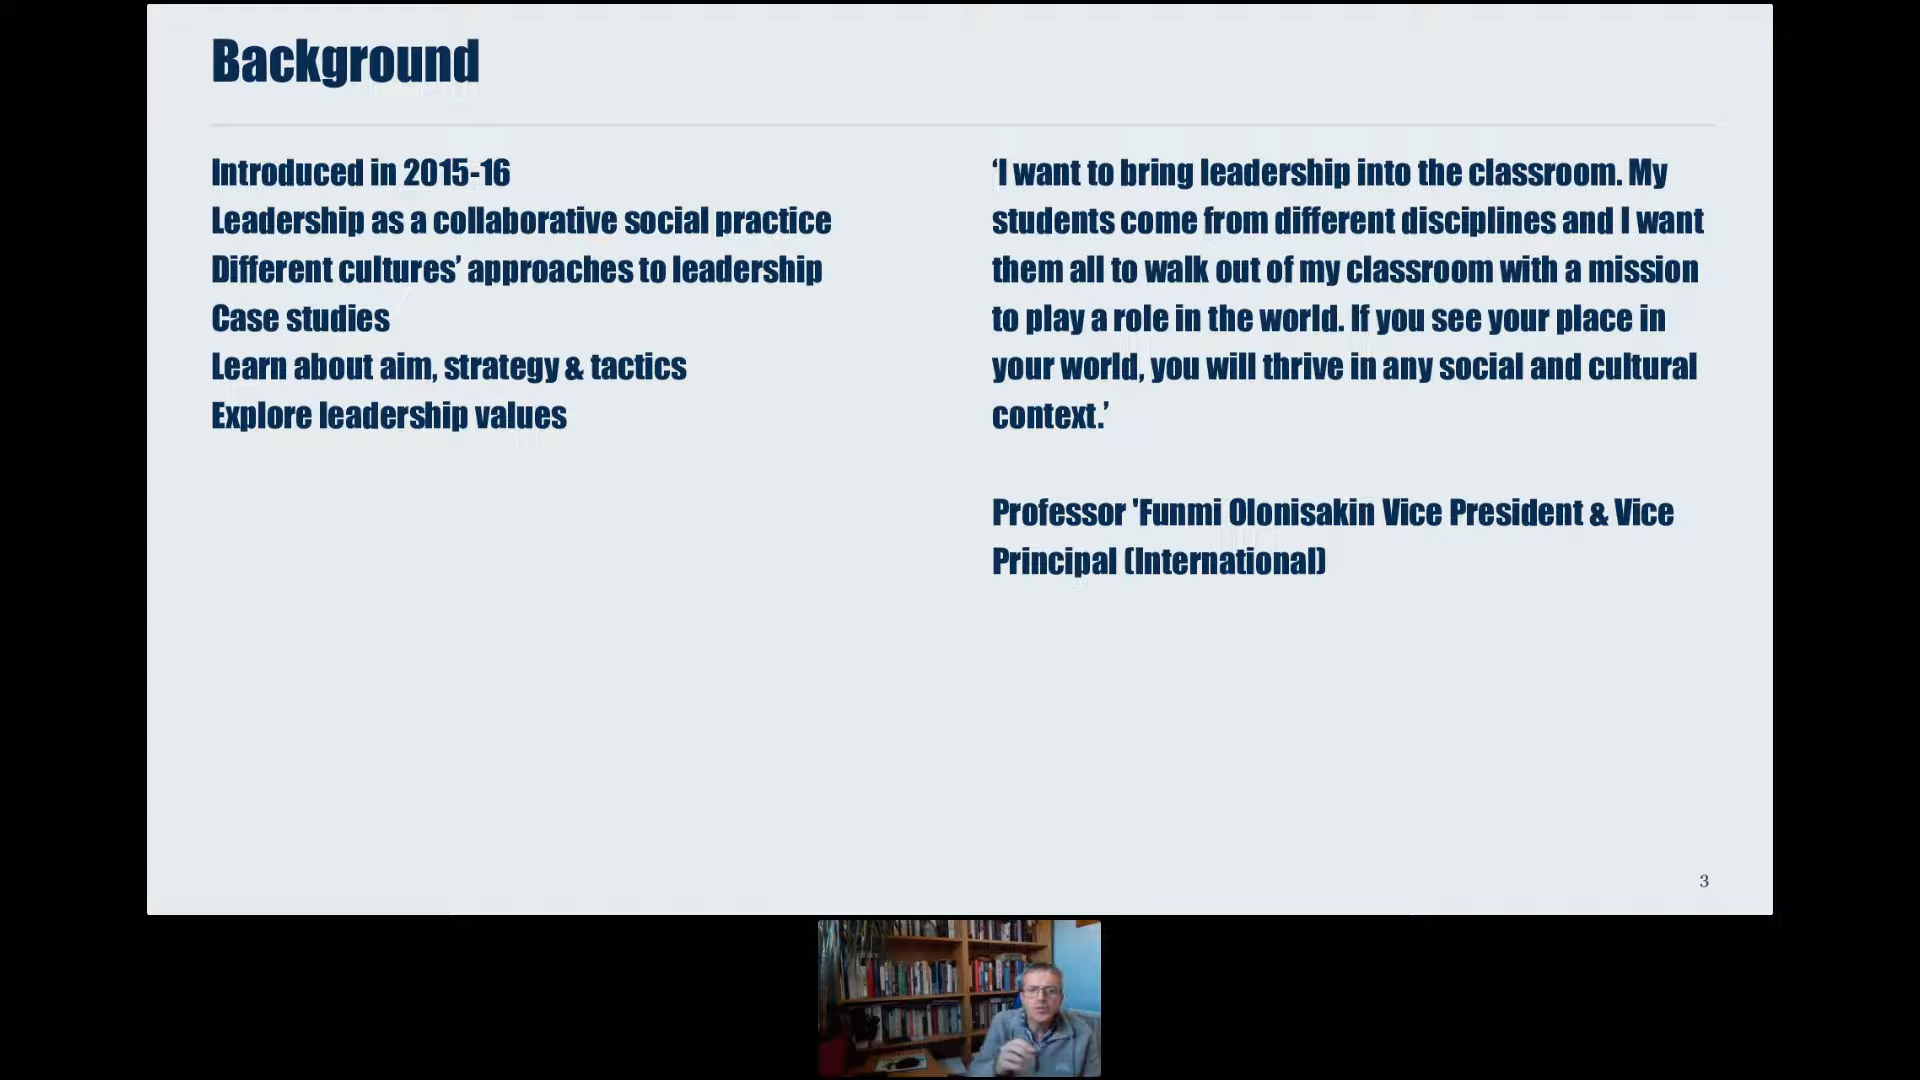 Background
Introduced in 2015-16
Leadership as a collaborative social practice
Different cultures’ approaches to leadership
Case studies
Learn about aim, strategy & tactics
Explore leadership values
‘I want to bring leadership into the classroom. My
students come from different disciplines and I want
them all to walk out of my classroom with a mission
to play a role in the world. If you see your place in
your world, you will thrive in any social and cultural
context.’
Professor 'Funmi Olonisakin Vice President & Vice
Principal (International)
3